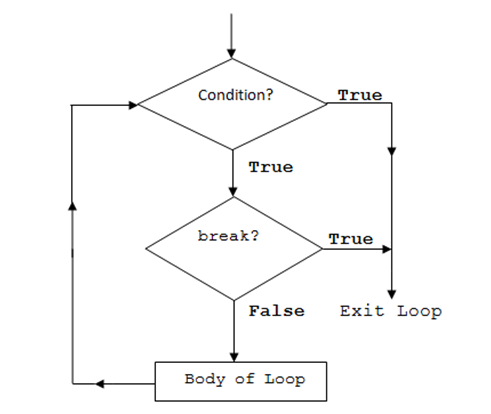 Condition?
True
True
break?
True
False
Exit Loop
Body of Loop